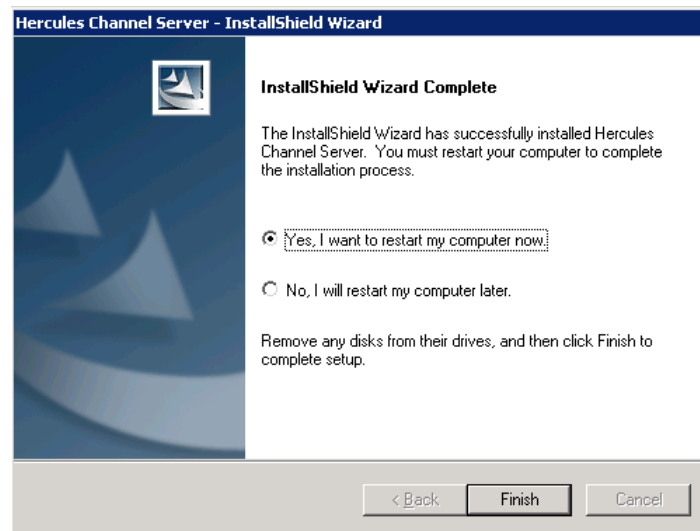 Hercules Channel Server - InstallShield Wizard
InstallShield Wizard Complete
The InstallShield Wizard has successfully installed Hercules
Channel Server. You must restart your computer to complete
the installation process.
Yes, I want to restart my computer now.
No, I will restart my computer later.
Remove any disks from their drives, and then click Finish to
complete setup.
< Back Finish Cancel